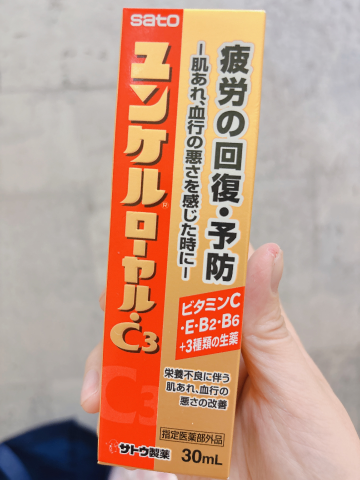 sato
ユンケルローヤル・C3
疲労の回復・予防
ー肌あれ、血行の悪さを感じた時にー
ビタミンC
・E・B2・B6
+3種類の生薬
栄養不良に伴う
肌あれ、血行の
悪さの改善
C3
指定医薬部外品
サトウ製薬
30mL